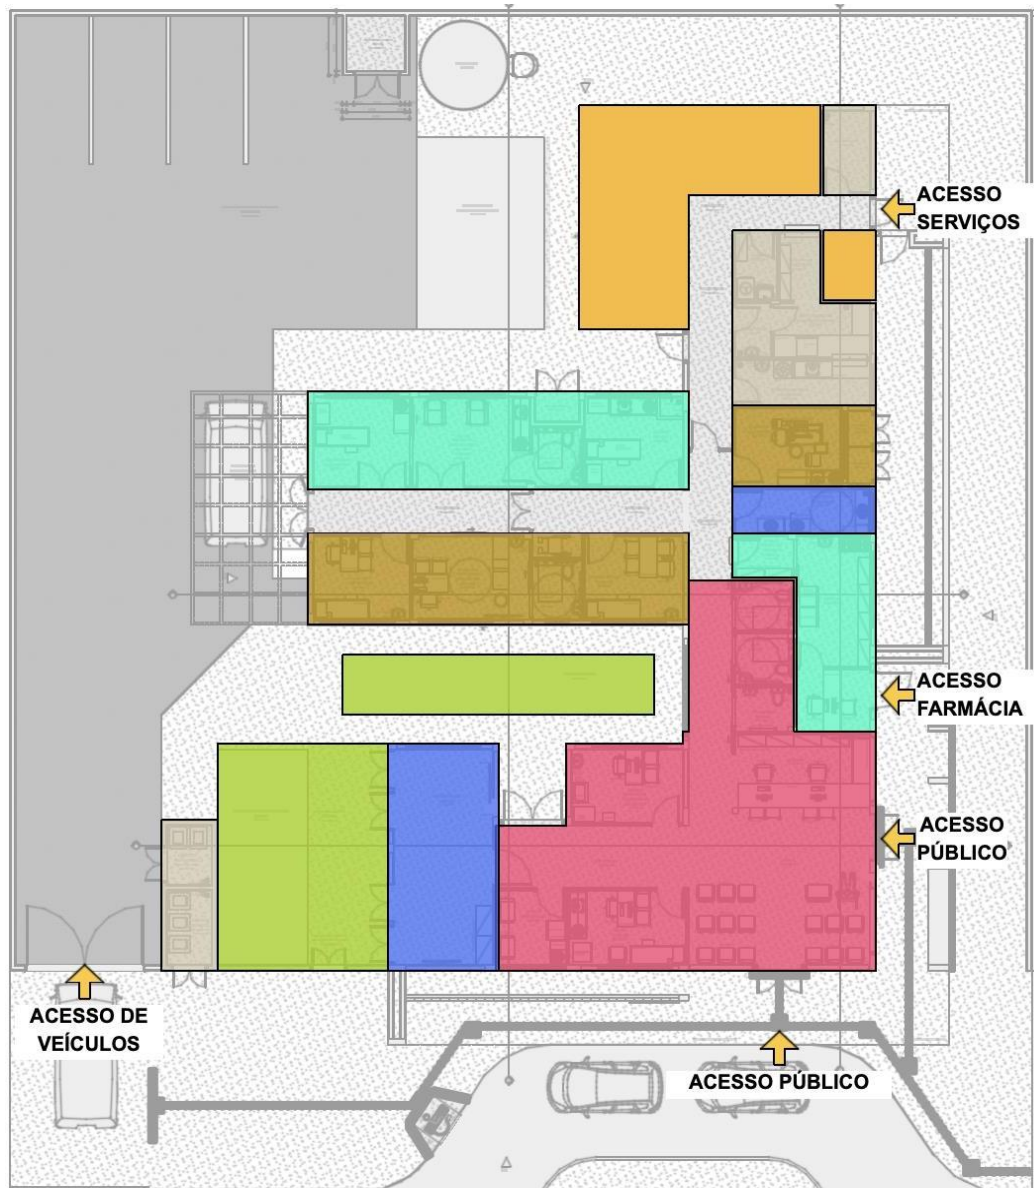 ACESSO
SERVIÇOS
ACESSO
FARMÁCIA
ACESSO
PÚBLICO
ACESSO DE
VEÍCULOS
ACESSO PÚBLICO